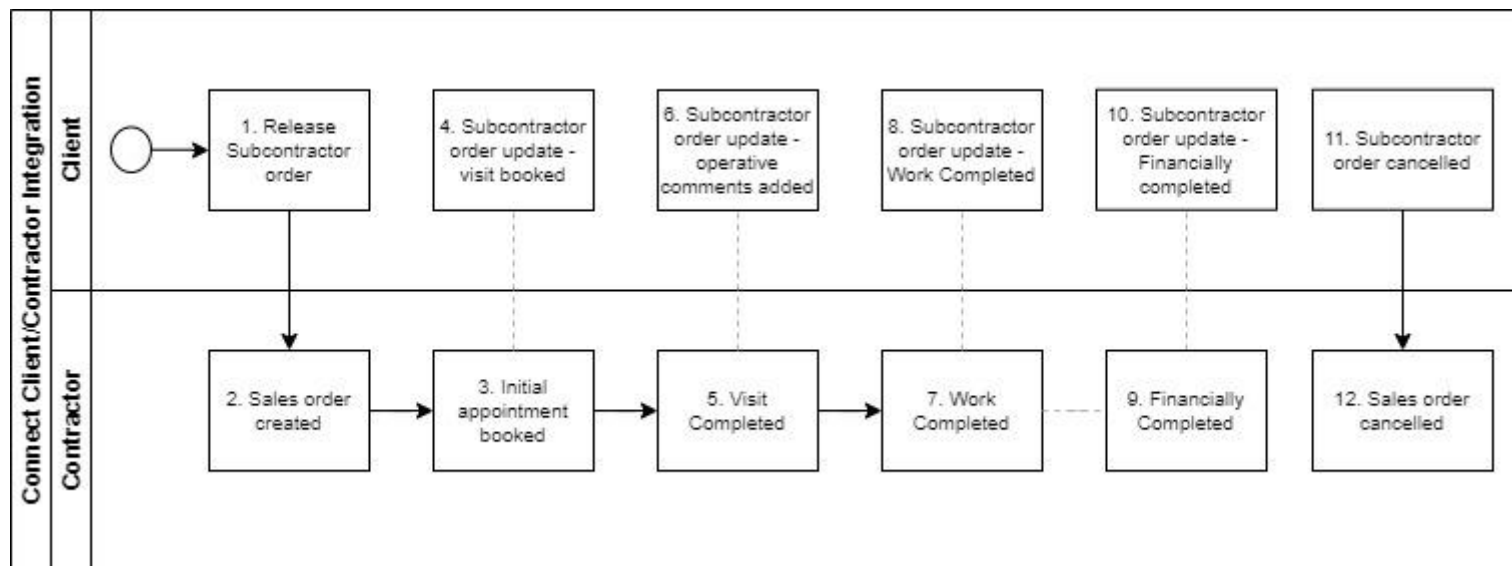 Connect Client/Contractor Integration
Client
1. Release
Subcontractor
order
4. Subcontractor
order update -
visit booked
6. Subcontractor
order update -
operative
comments added
8. Subcontractor
order update -
Work Completed
10. Subcontractor
order update -
Financially
completed
11. Subcontractor
order cancelled
Contractor
2. Sales order
created
3. Initial
appointment
booked
5. Visit
Completed
7. Work
Completed
9. Financially
Completed
12. Sales order
cancelled